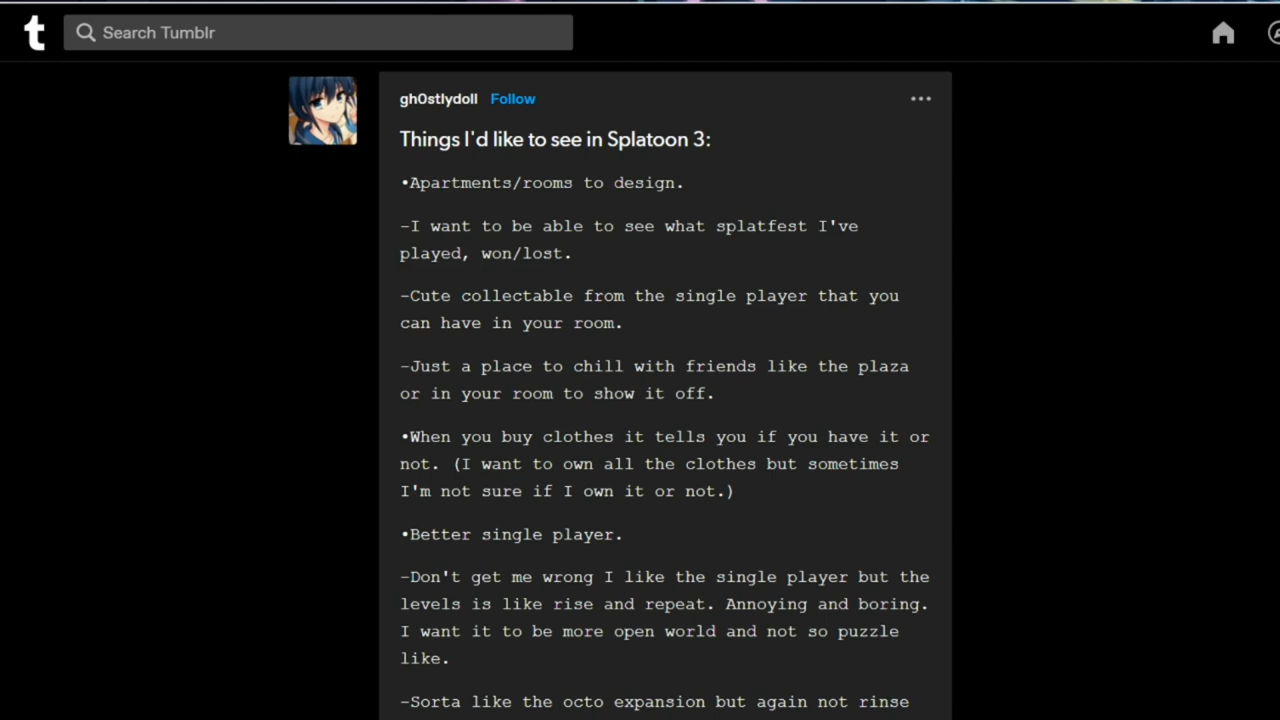 Search Tumblr
gh0stlydoll Follow
Things I'd like to see in Splatoon 3:
•Apartments/rooms to design.
-I want to be able to see what splatfest I've
played, won/lost.
-Cute collectable from the single player that you
can have in your room.
-Just a place to chill with friends like the plaza
or in your room to show it off.
•When you buy clothes it tells you if you have it or
not. (I want to own all the clothes but sometimes
I'm not sure if I own it or not.)
•Better single player.
-Don't get me wrong I like the single player but the
levels is like rise and repeat. Annoying and boring.
I want it to be more open world and not so puzzle
like.
-Sorta like the octo expansion but again not rinse